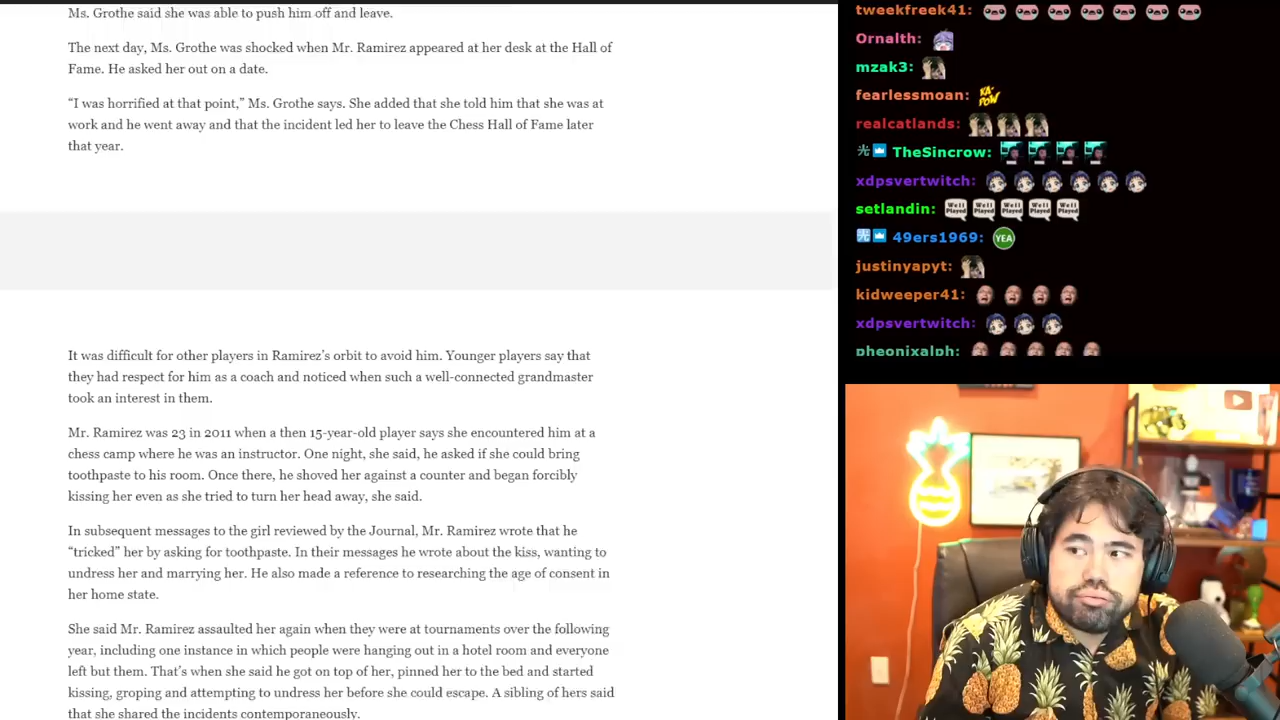 Ms. Grothe said she was able to push him off and leave.
The next day, Ms. Grothe was shocked when Mr. Ramirez appeared at her desk at the Hall of
Fame. He asked her out on a date.
“I was horrified at that point,” Ms. Grothe says. She added that she told him that she was at
work and he went away and that the incident led her to leave the Chess Hall of Fame later
that year.
It was difficult for other players in Ramirez’s orbit to avoid him. Younger players say that
they had respect for him as a coach and noticed when such a well-connected grandmaster
took an interest in them.
Mr. Ramirez was 23 in 2011 when a then 15-year-old player says she encountered him at a
chess camp where he was an instructor. One night, she said, he asked if she could bring
toothpaste to his room. Once there, he shoved her against a counter and began forcibly
kissing her even as she tried to turn her head away, she said.
In subsequent messages to the girl reviewed by the Journal, Mr. Ramirez wrote that he
“tricked” her by asking for toothpaste. In their messages he wrote about the kiss, wanting to
undress her and marrying her. He also made a reference to researching the age of consent in
her home state.
She said Mr. Ramirez assaulted her again when they were at tournaments over the following
year, including one instance in which people were hanging out in a hotel room and everyone
left but them. That’s when she said he got on top of her, pinned her to the bed and started
kissing, groping and attempting to undress her before she could escape. A sibling of hers said
that she shared the incidents contemporaneously.
tweekfreek41:
Ornalth:
mzak3:
fearlessmoan: KA-POW
realcatlands:
光 TheSincrow:
xdpsvertwitch:
setlandin: Well Played Well Played Well Played Well Played Well Played
光 49ers1969: YEA
justinyapyt:
kidweeper41:
xdpsvertwitch:
pheonixalph: